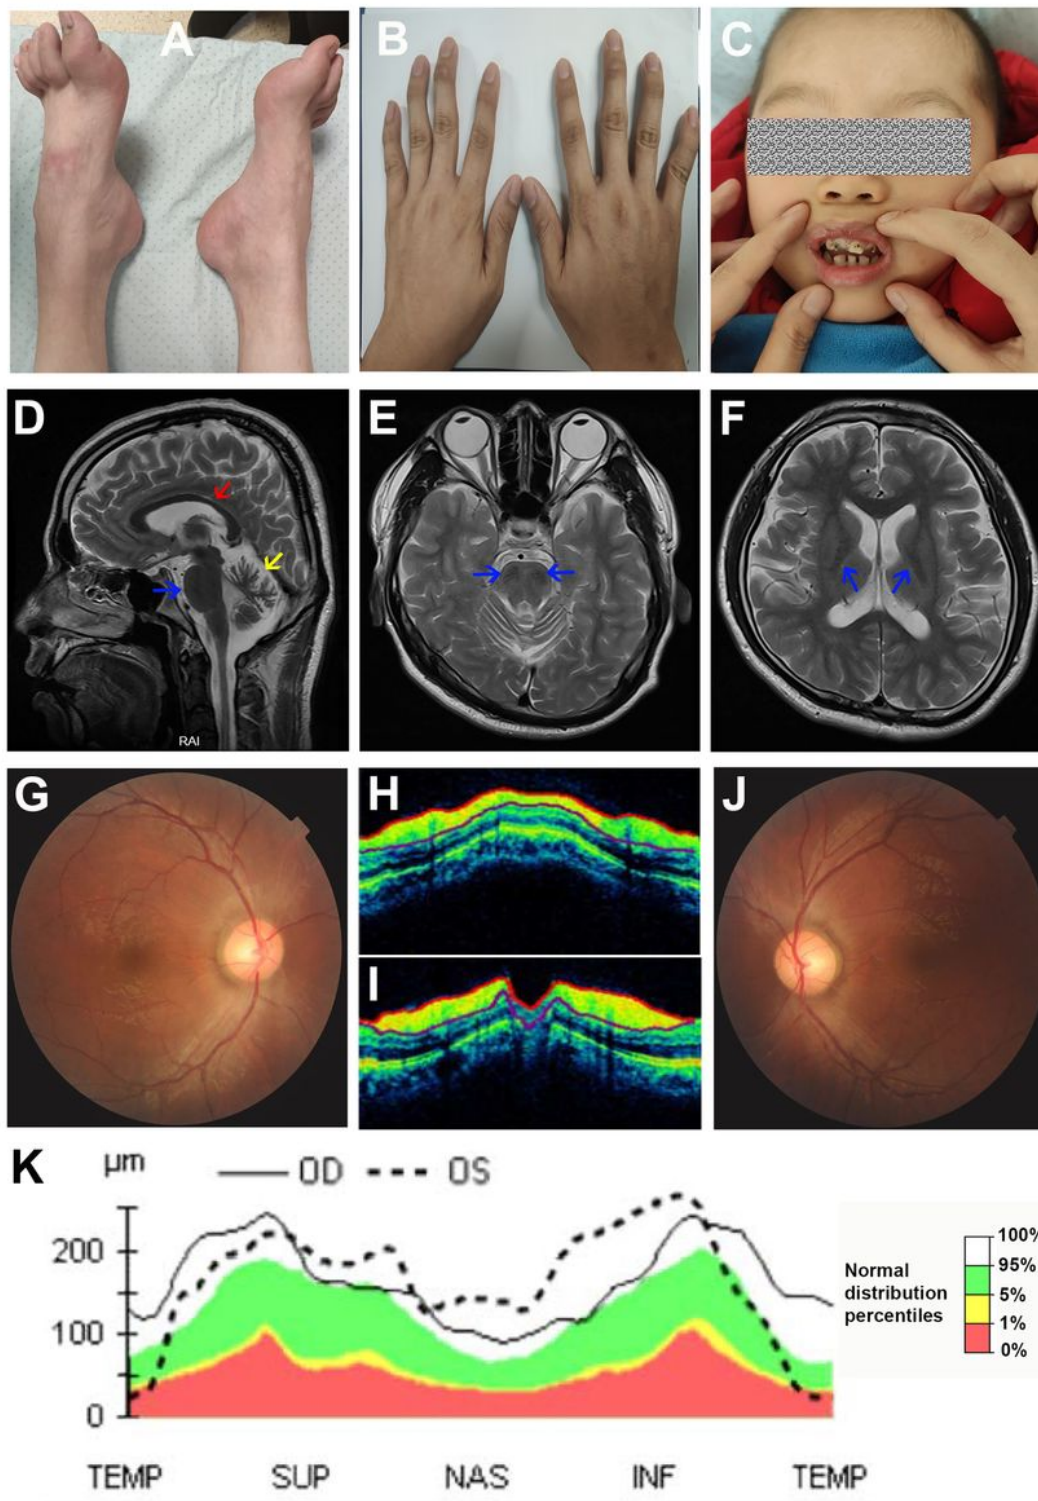 A
B
C
D
E
F
RAI
G
H
J
I
K
µm
OD
OS
200
100
0
TEMP
SUP
NAS
INF
TEMP
Normal
distribution
percentiles
100%
95%
5%
1%
0%